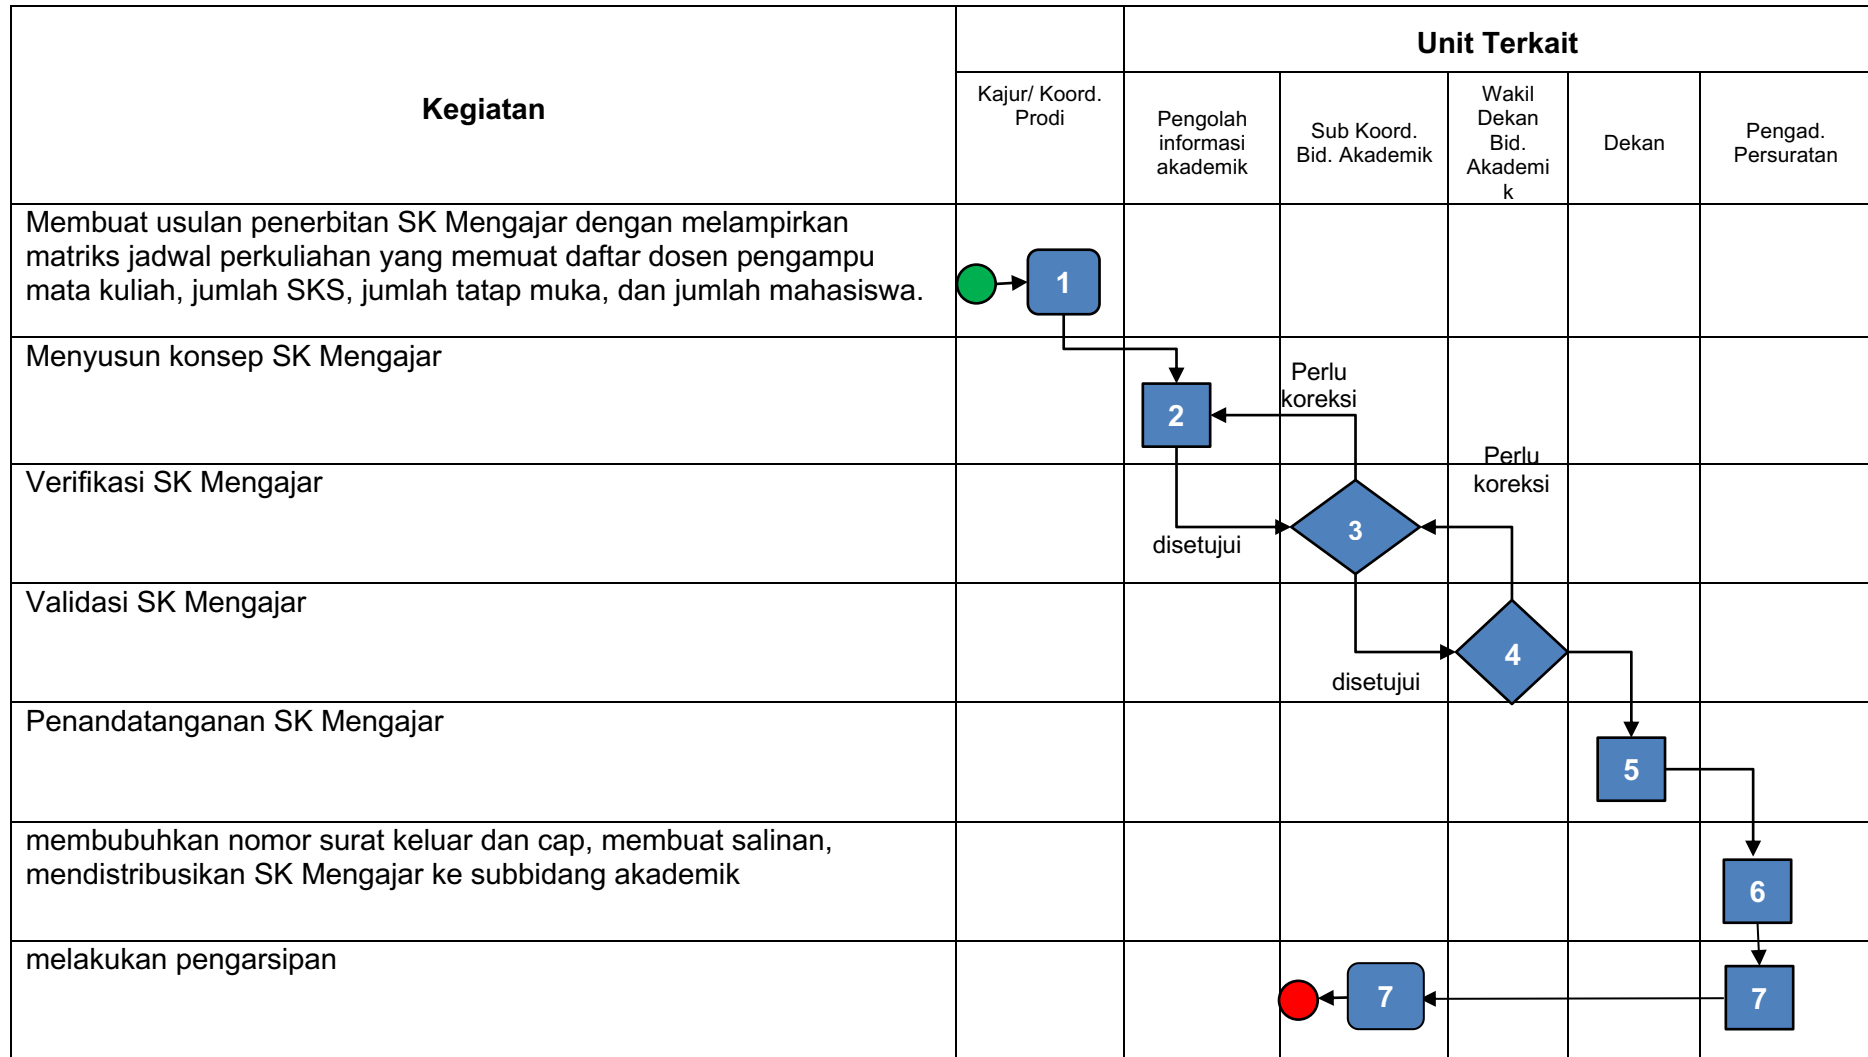 Kegiatan
Unit Terkait
Kajur/ Koord.
Prodi
Pengolah
informasi
akademik
Sub Koord.
Bid. Akademik
Wakil
Dekan
Bid.
Akademi
k
Dekan
Pengad.
Persuratan
Membuat usulan penerbitan SK Mengajar dengan melampirkan
matriks jadwal perkuliahan yang memuat daftar dosen pengampu
mata kuliah, jumlah SKS, jumlah tatap muka, dan jumlah mahasiswa.
1
Menyusun konsep SK Mengajar
2
Perlu
koreksi
Verifikasi SK Mengajar
disetujui
3
Perlu
koreksi
Validasi SK Mengajar
disetujui
4
Penandatanganan SK Mengajar
5
membubuhkan nomor surat keluar dan cap, membuat salinan,
mendistribusikan SK Mengajar ke subbidang akademik
6
melakukan pengarsipan
7
7